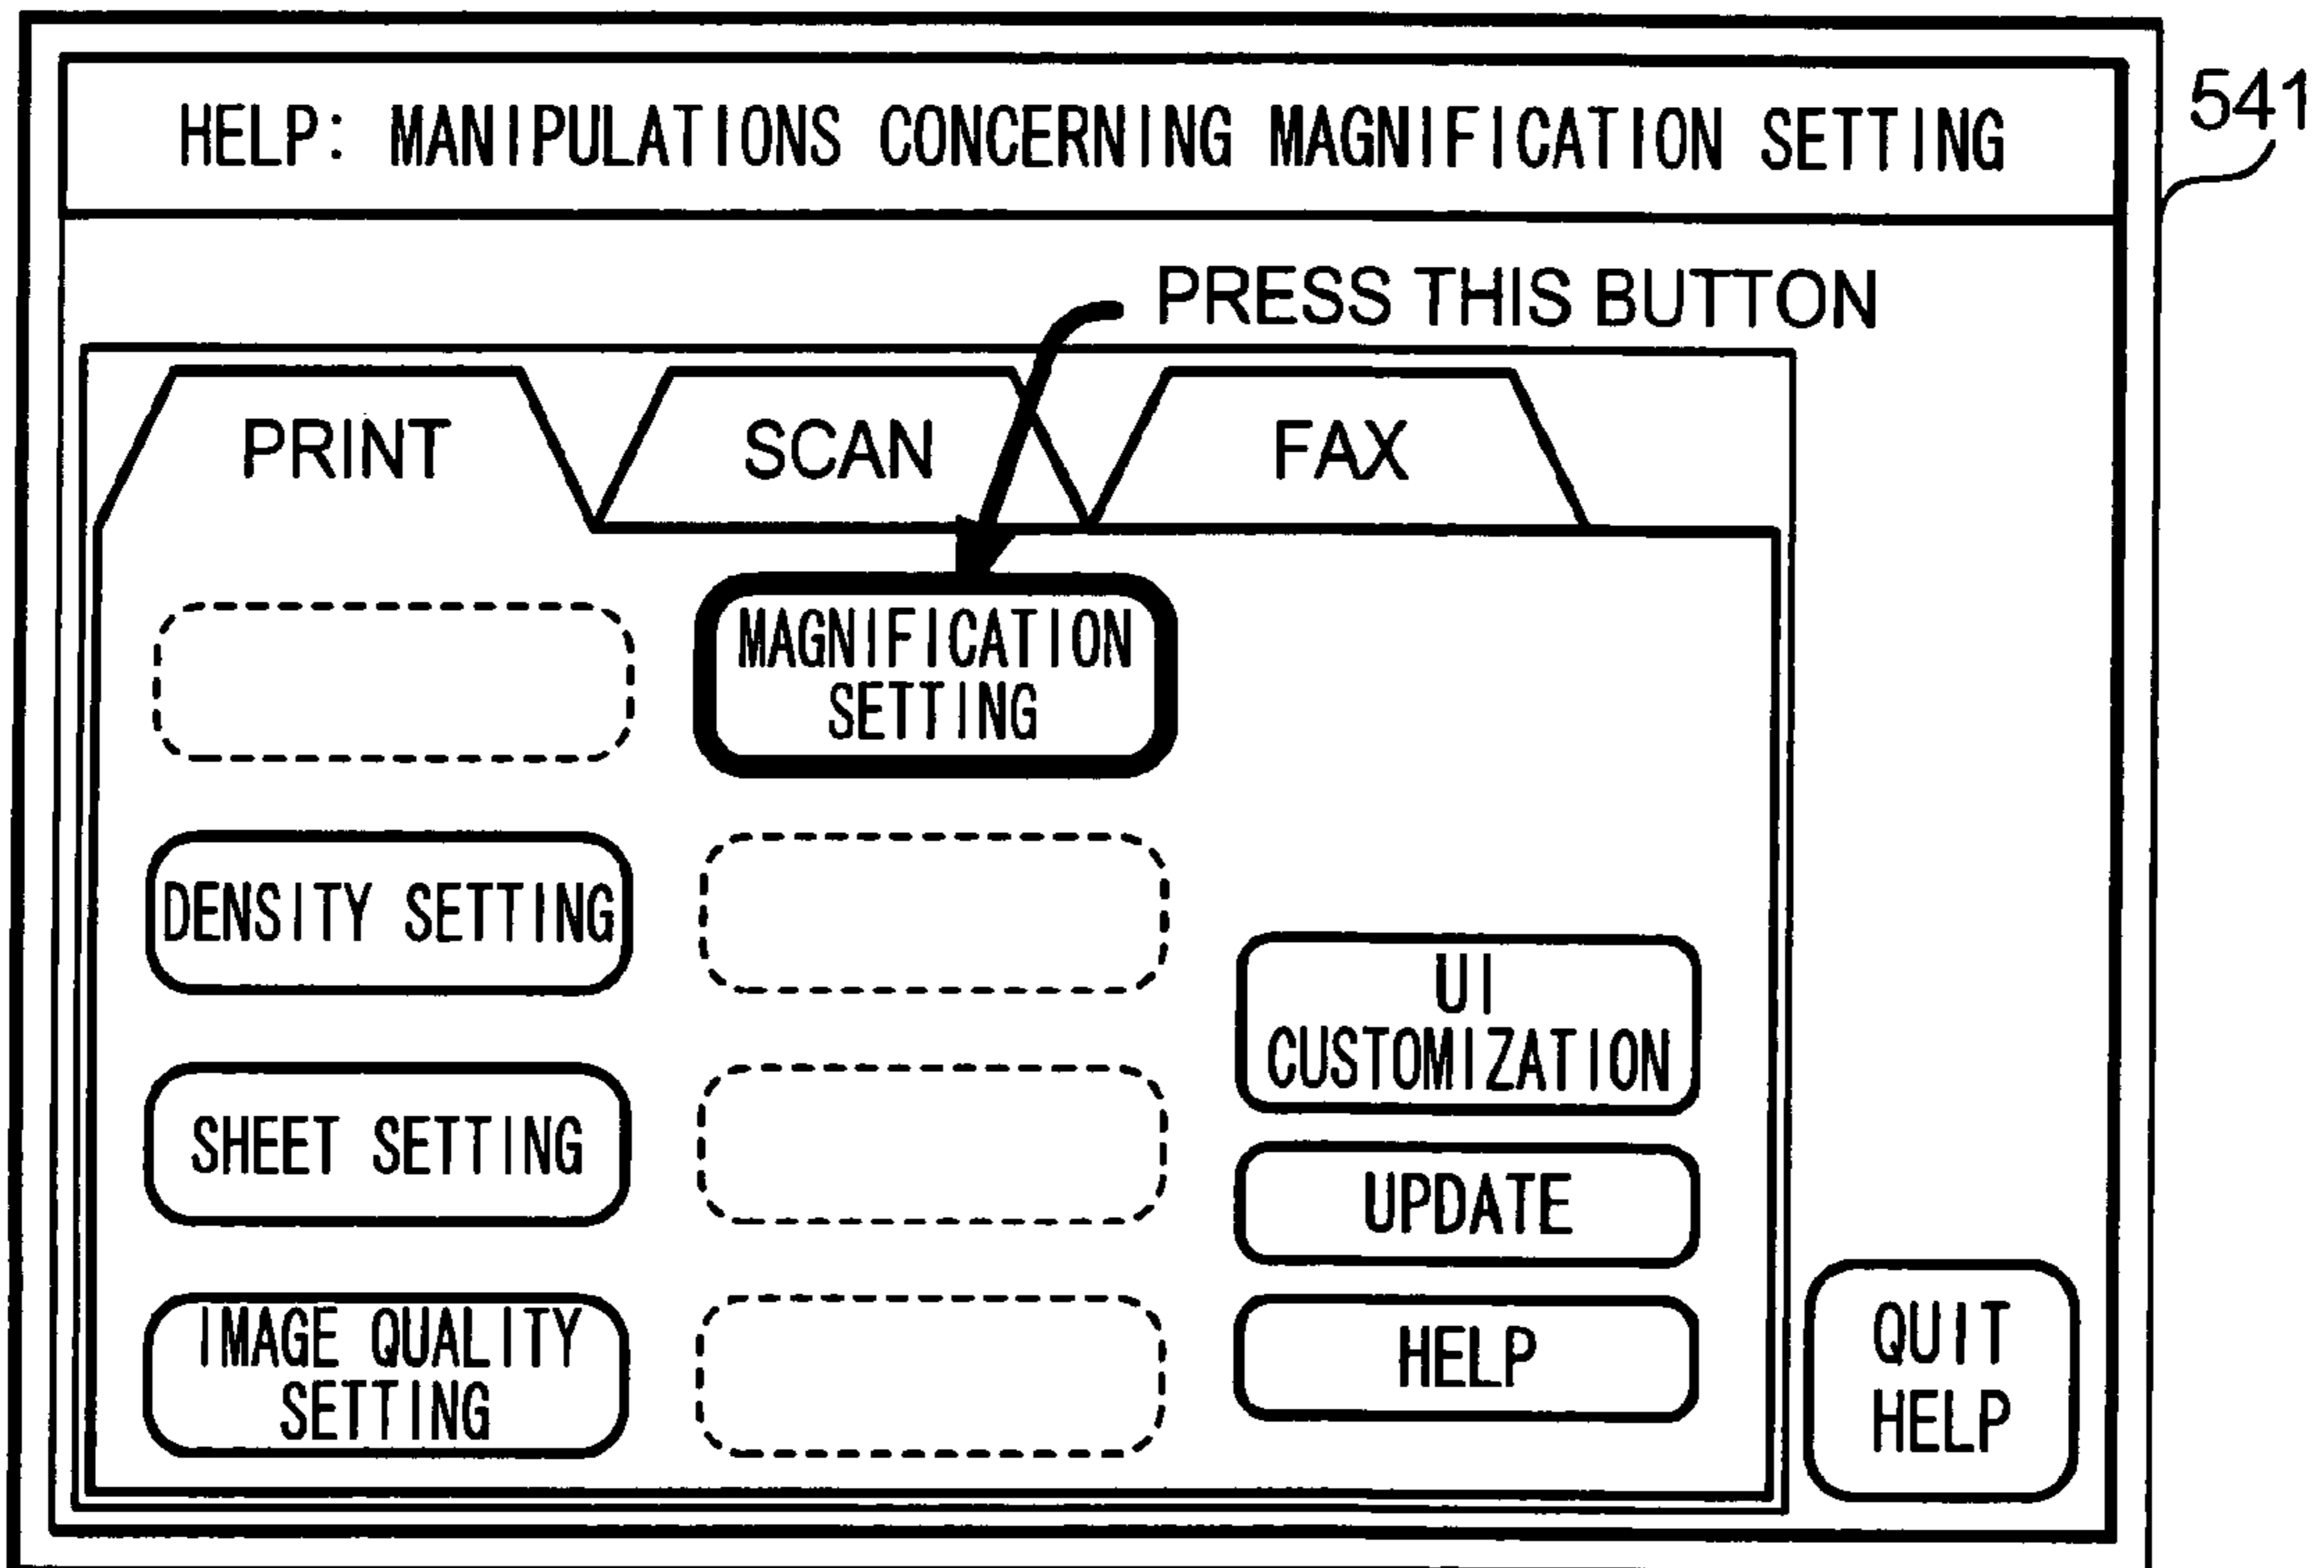 HELP: MANIPULATIONS CONCERNING MAGNIFICATION SETTING
541
PRESS THIS BUTTON
PRINT
SCAN
FAX
MAGNIFICATION
SETTING
DENSITY SETTING
SHEET SETTING
IMAGE QUALITY
SETTING
UI
CUSTOMIZATION
UPDATE
HELP
QUIT
HELP